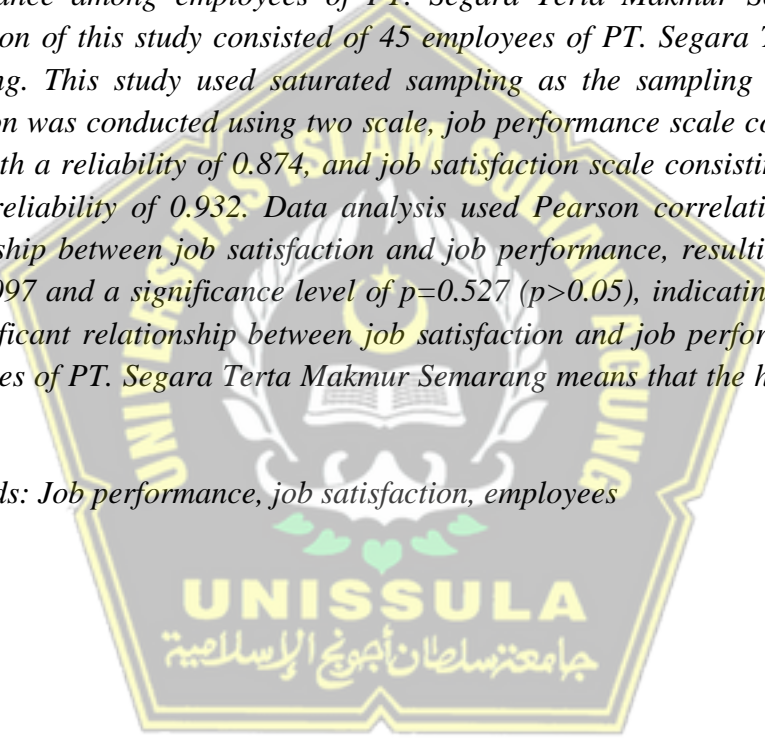 ance among employees of PT. Segara Terta Makmur Se
on of this study consisted of 45 employees of PT. Segara T
ng. This study used saturated sampling as the sampling
on was conducted using two scale, job performance scale co
th a reliability of 0.874, and job satisfaction scale consistin
reliability of 0.932. Data analysis used Pearson correlati
ship between job satisfaction and job performance, resulti
097 and a significance level of p=0.527 (p>0.05), indicatin
ficant relationship between job satisfaction and job perfor
es of PT. Segara Terta Makmur Semarang means that the h
ds: Job performance, job satisfaction, employees
UNIVERSITAS ISLAM SULTAN AGUNG
UNISSULA
جامعة سلطان أجونج الإسلامية